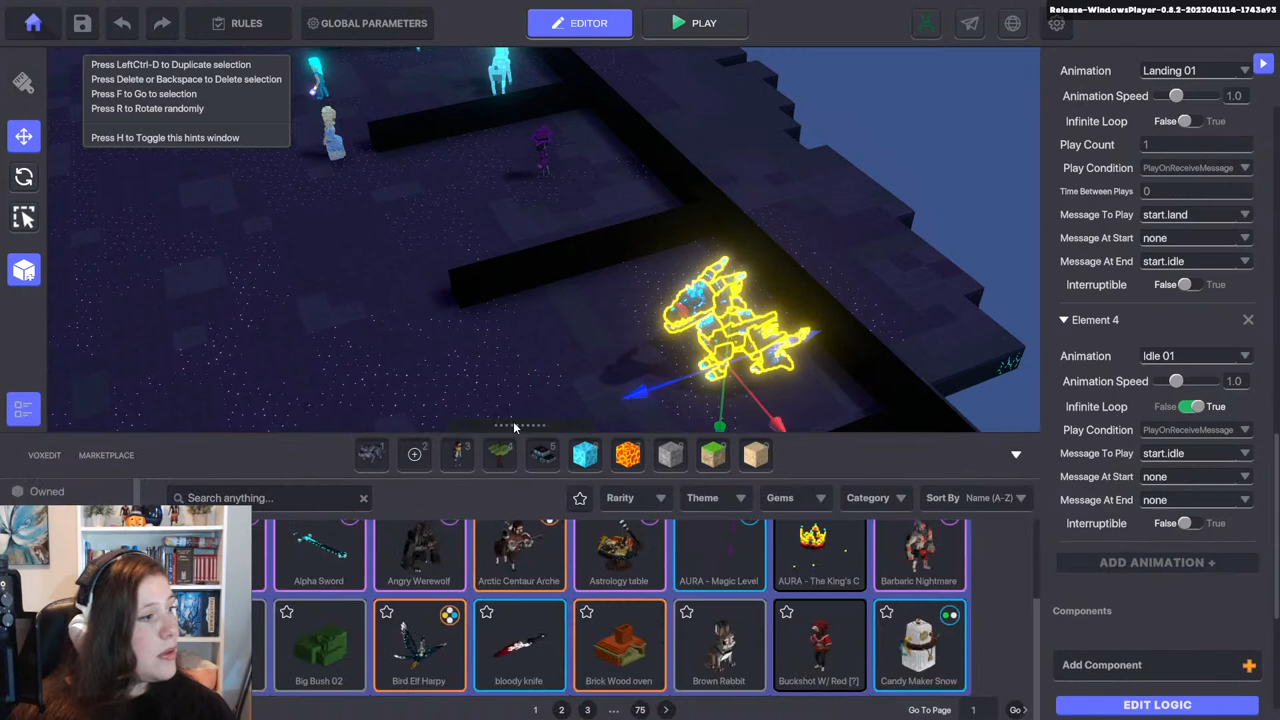 Release-WindowsPlayer-0.8.2-2023041114-1743e93
RULES
GLOBAL PARAMETERS
EDITOR
PLAY
Press LeftCtrl-D to Duplicate selection
Press Delete or Backspace to Delete selection
Press F to Go to selection
Press R to Rotate randomly
Press H to Toggle this hints window
Animation Landing 01
Animation Speed 1.0
Infinite Loop False True
Play Count 1
Play Condition PlayOnReceiveMessage
Time Between Plays 0
Message To Play start.land
Message At Start none
Message At End start.idle
Interruptible False True
Element 4
Animation Idle 01
Animation Speed 1.0
Infinite Loop False True
Play Condition PlayOnReceiveMessage
Message To Play start.idle
Message At Start none
Message At End none
Interruptible False True
ADD ANIMATION +
Components
Add Component
EDIT LOGIC
2 3 4 5
VOXEDIT MARKETPLACE
Owned
Search anything...
Rarity Theme Gems Category Sort By Name (A-Z)
Alpha Sword Angry Werewolf Arctic Centaur Arche Astrology table AURA - Magic Level AURA - The King's C Barbaric Nightmare
Big Bush 02 Bird Elf Harpy bloody knife Brick Wood oven Brown Rabbit Buckshot W/ Red [?] Candy Maker Snow
1 2 3 ... 75 Go To Page 1 Go